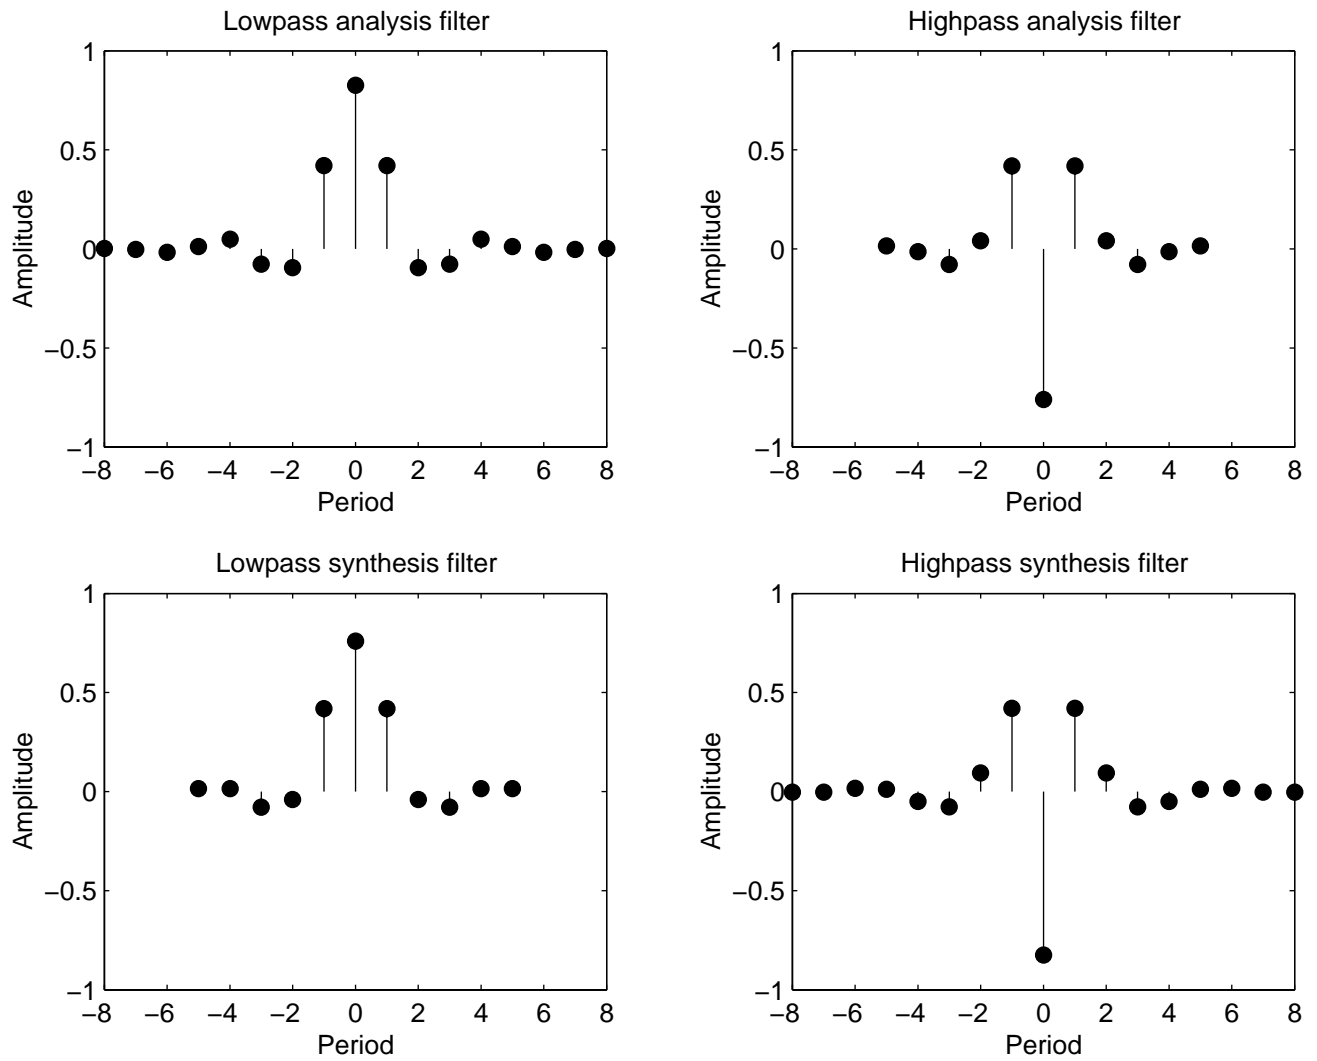 Lowpass analysis filter
1
0.5
0
−0.5
−1
−8 −6 −4 −2 0 2 4 6 8
Period
Amplitude
Highpass analysis filter
1
0.5
0
−0.5
−1
−8 −6 −4 −2 0 2 4 6 8
Period
Amplitude
Lowpass synthesis filter
1
0.5
0
−0.5
−1
−8 −6 −4 −2 0 2 4 6 8
Period
Amplitude
Highpass synthesis filter
1
0.5
0
−0.5
−1
−8 −6 −4 −2 0 2 4 6 8
Period
Amplitude